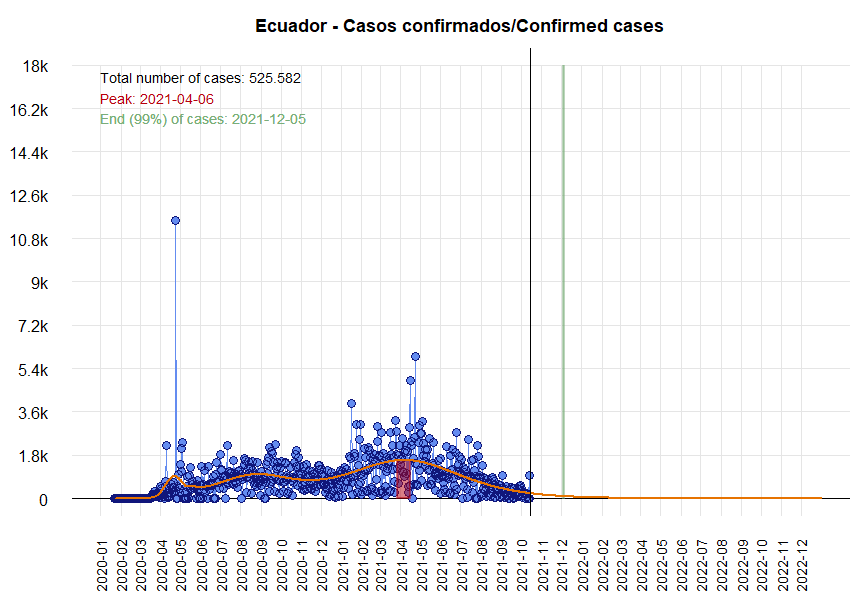 Ecuador - Casos confirmados/Confirmed cases
18k
Total number of cases: 525.582
Peak: 2021-04-06
End (99%) of cases: 2021-12-05
16.2k
14.4k
12.6k
10.8k
9k
7.2k
5.4k
3.6k
1.8k
0
2020-01
2020-02
2020-03
2020-04
2020-05
2020-06
2020-07
2020-08
2020-09
2020-10
2020-11
2020-12
2021-01
2021-02
2021-03
2021-04
2021-05
2021-06
2021-07
2021-08
2021-09
2021-10
2021-11
2021-12
2022-01
2022-02
2022-03
2022-04
2022-05
2022-06
2022-07
2022-08
2022-09
2022-10
2022-11
2022-12